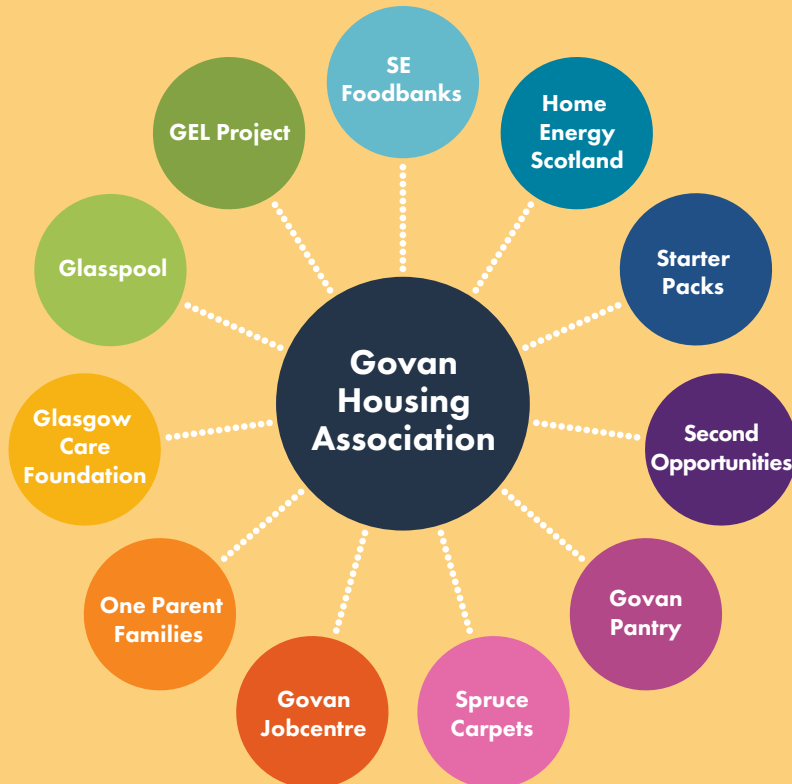 SE
Foodbanks
Home
Energy
Scotland
Starter
Packs
Second
Opportunities
Govan
Pantry
Spruce
Carpets
Govan
Jobcentre
One Parent
Families
Glasgow
Care
Foundation
Glasspool
GEL Project
Govan
Housing
Association